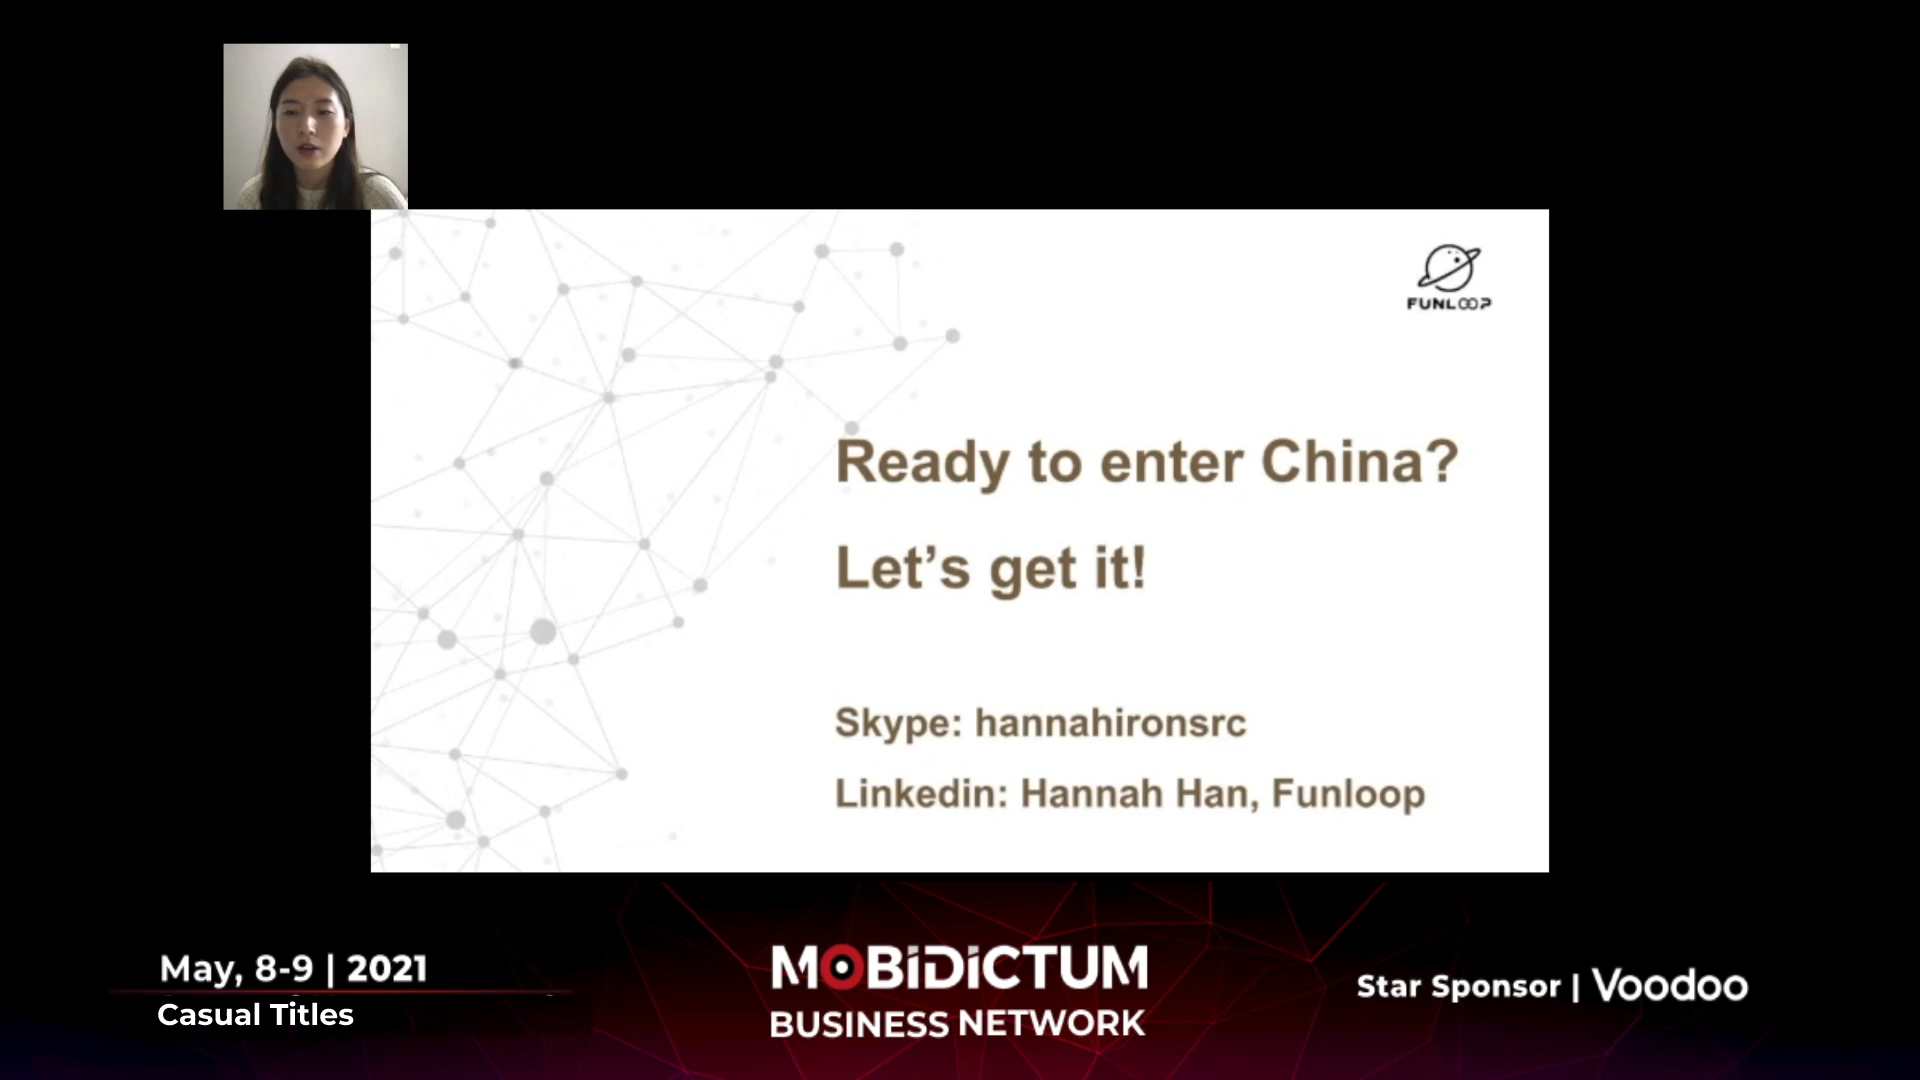 FUNLOOP
Ready to enter China?
Let’s get it!
Skype: hannahironsrc
Linkedin: Hannah Han, Funloop
May, 8-9 | 2021
Casual Titles
MOBiDiCTUM
BUSINESS NETWORK
Star Sponsor | Voodoo